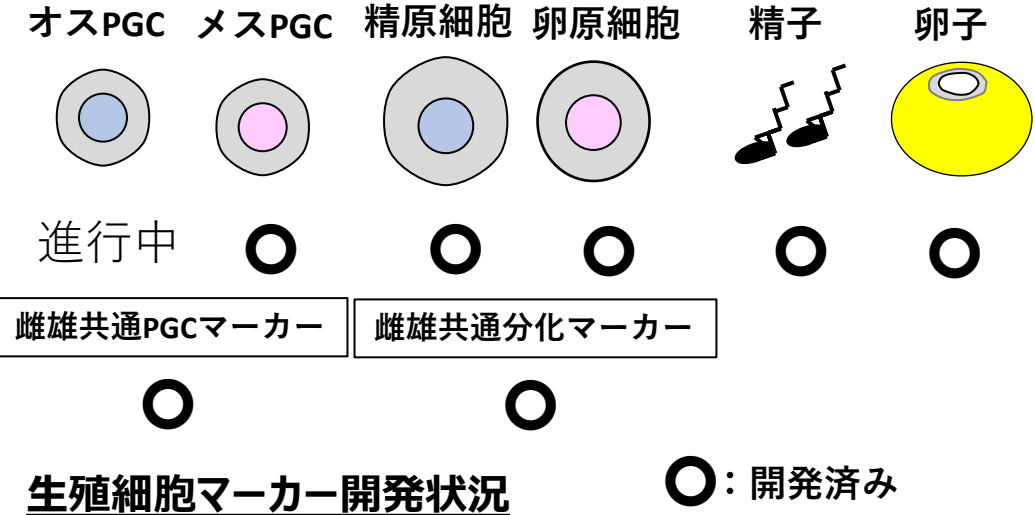 オスPGC メスPGC 精原細胞 卵原細胞 精子 卵子
進行中
雌雄共通PGCマーカー 雌雄共通分化マーカー
生殖細胞マーカー開発状況
：開発済み